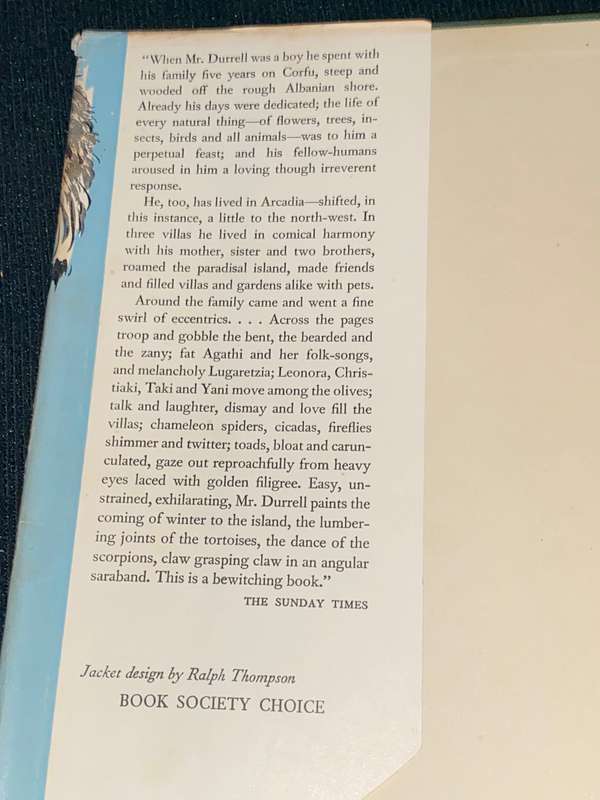 "When Mr. Durrell was a boy he spent with
his family five years on Corfu, steep and
wooded off the rough Albanian shore.
Already his days were dedicated; the life of
every natural thing—of flowers, trees, in-
sects, birds and all animals—was to him a
perpetual feast; and his fellow-humans
aroused in him a loving though irreverent
response.
He, too, has lived in Arcadia—shifted, in
this instance, a little to the north-west. In
three villas he lived in comical harmony
with his mother, sister and two brothers,
roamed the paradisal island, made friends
and filled villas and gardens alike with pets.
Around the family came and went a fine
swirl of eccentrics. . . . Across the pages
troop and gobble the bent, the bearded and
the zany; fat Agathi and her folk-songs,
and melancholy Lugaretzia; Leonora, Chris-
tiaki, Taki and Yani move among the olives;
talk and laughter, dismay and love fill the
villas; chameleon spiders, cicadas, fireflies
shimmer and twitter; toads, bloat and carun-
culated, gaze out reproachfully from heavy
eyes laced with golden filigree. Easy, un-
strained, exhilarating, Mr. Durrell paints the
coming of winter to the island, the lumber-
ing joints of the tortoises, the dance of the
scorpions, claw grasping claw in an angular
saraband. This is a bewitching book."
THE SUNDAY TIMES
Jacket design by Ralph Thompson
BOOK SOCIETY CHOICE